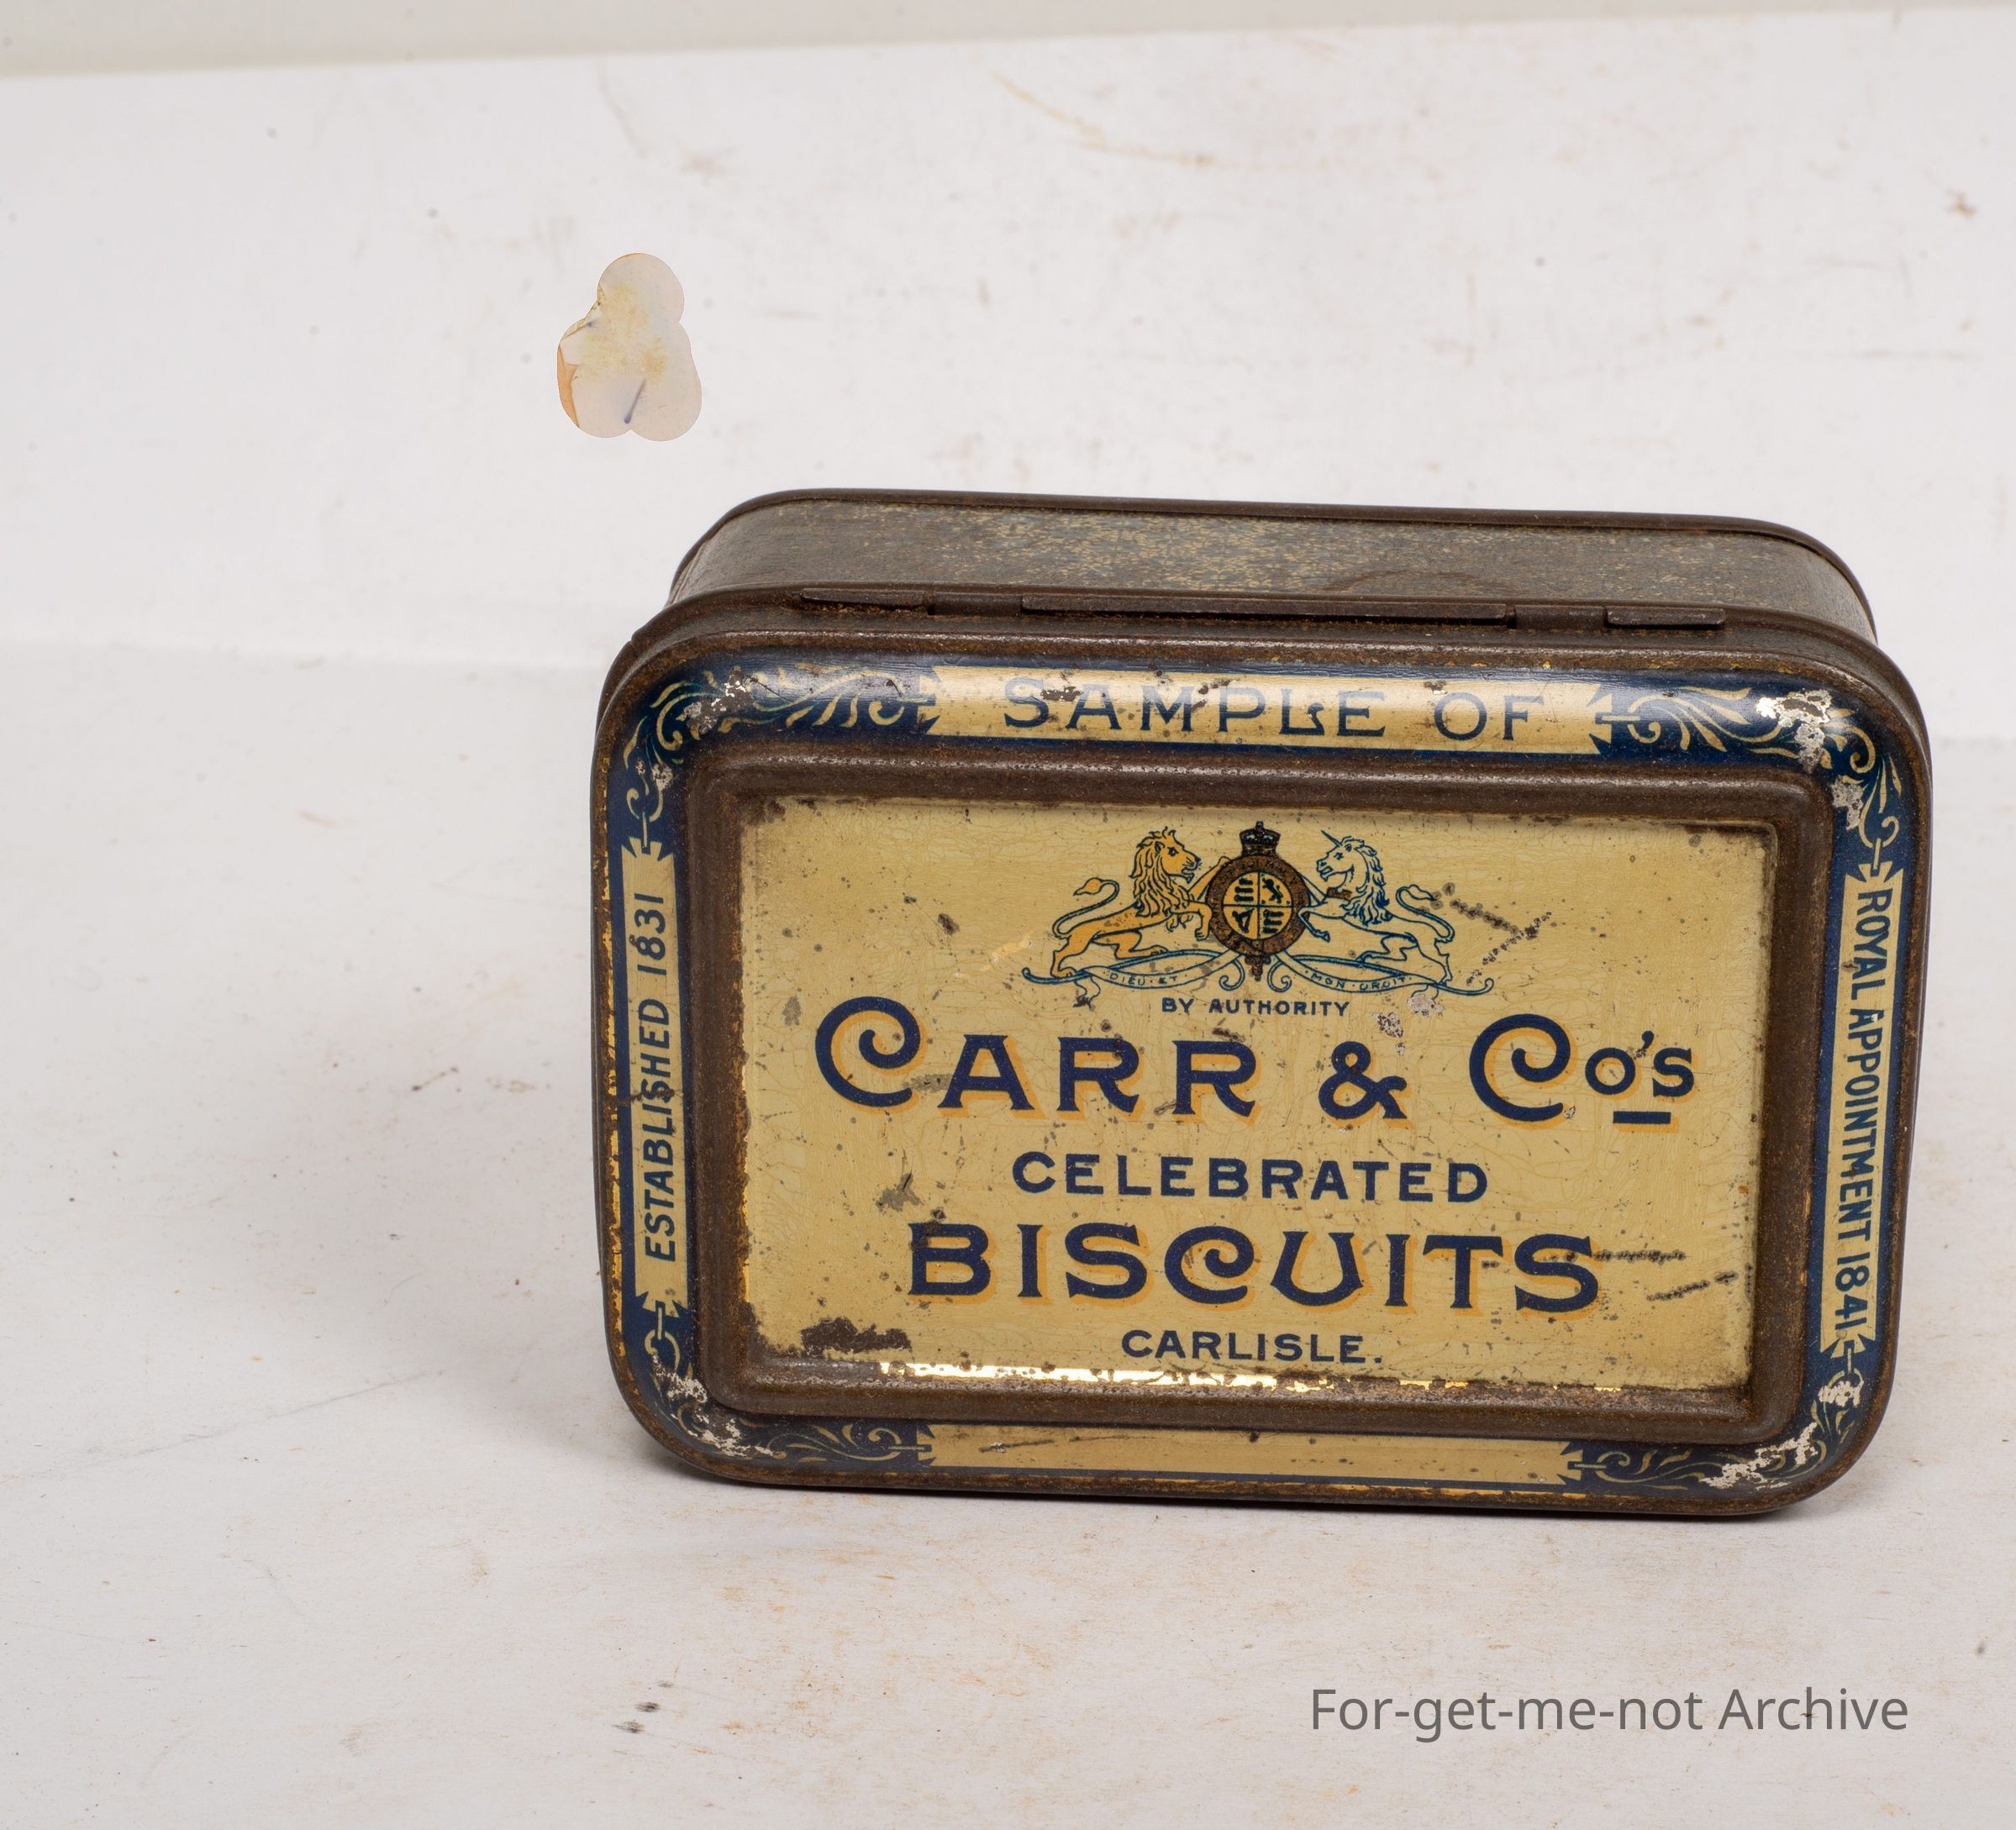 SAMPLE OF
ESTABLISHED 1831
ROYAL APPOINTMENT 1841
DIEU·ET·MON·DROIT
BY AUTHORITY
CARR & Co's
CELEBRATED
BISCUITS
CARLISLE.
For-get-me-not Archive